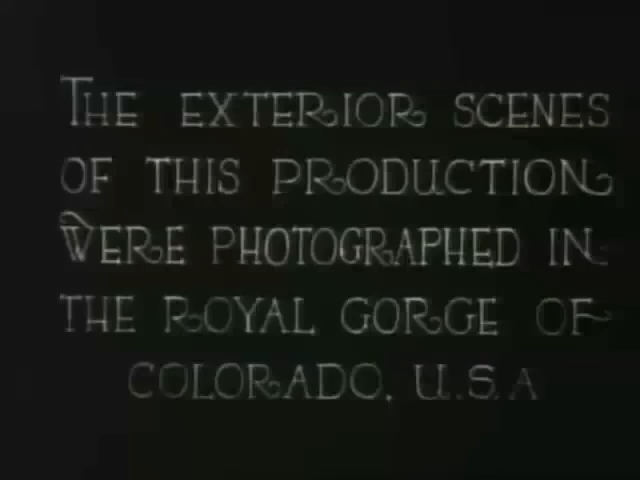 THE EXTERIOR SCENES
OF THIS PRODUCTION
WERE PHOTOGRAPHED IN
THE ROYAL GORGE OF
COLORADO, U.S.A